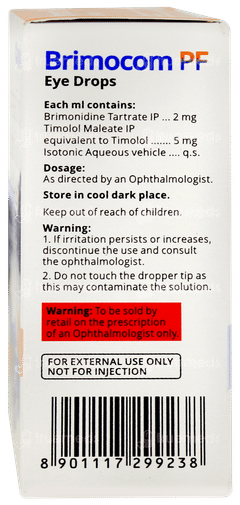 Brimocom PF
Eye Drops
Each ml contains:
Brimonidine Tartrate IP ... 2 mg
Timolol Maleate IP
equivalent to Timolol ....... 5 mg
Isotonic Aqueous vehicle .... q.s.
Dosage:
As directed by an Ophthalmologist.
Store in cool dark place.
Keep out of reach of children.
Warning:
1. If irritation persists or increases,
discontinue the use and consult
the ophthalmologist.
2. Do not touch the dropper tip as
this may contaminate the solution.
Warning: To be sold by
retail on the prescription
of an Ophthalmologist only.
FOR EXTERNAL USE ONLY
NOT FOR INJECTION
8 901117 299238